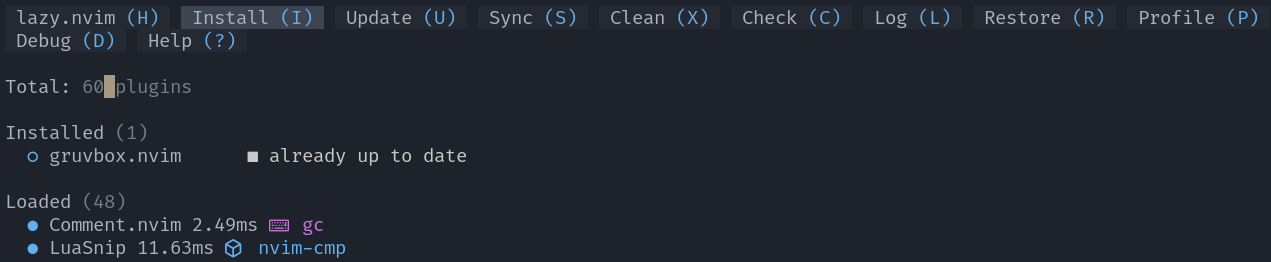 lazy.nvim (H) Install (I) Update (U) Sync (S) Clean (X) Check (C) Log (L) Restore (R) Profile (P)
Debug (D) Help (?)
Total: 60 plugins
Installed (1)
gruvbox.nvim ■ already up to date
Loaded (48)
Comment.nvim 2.49ms gc
LuaSnip 11.63ms nvim-cmp